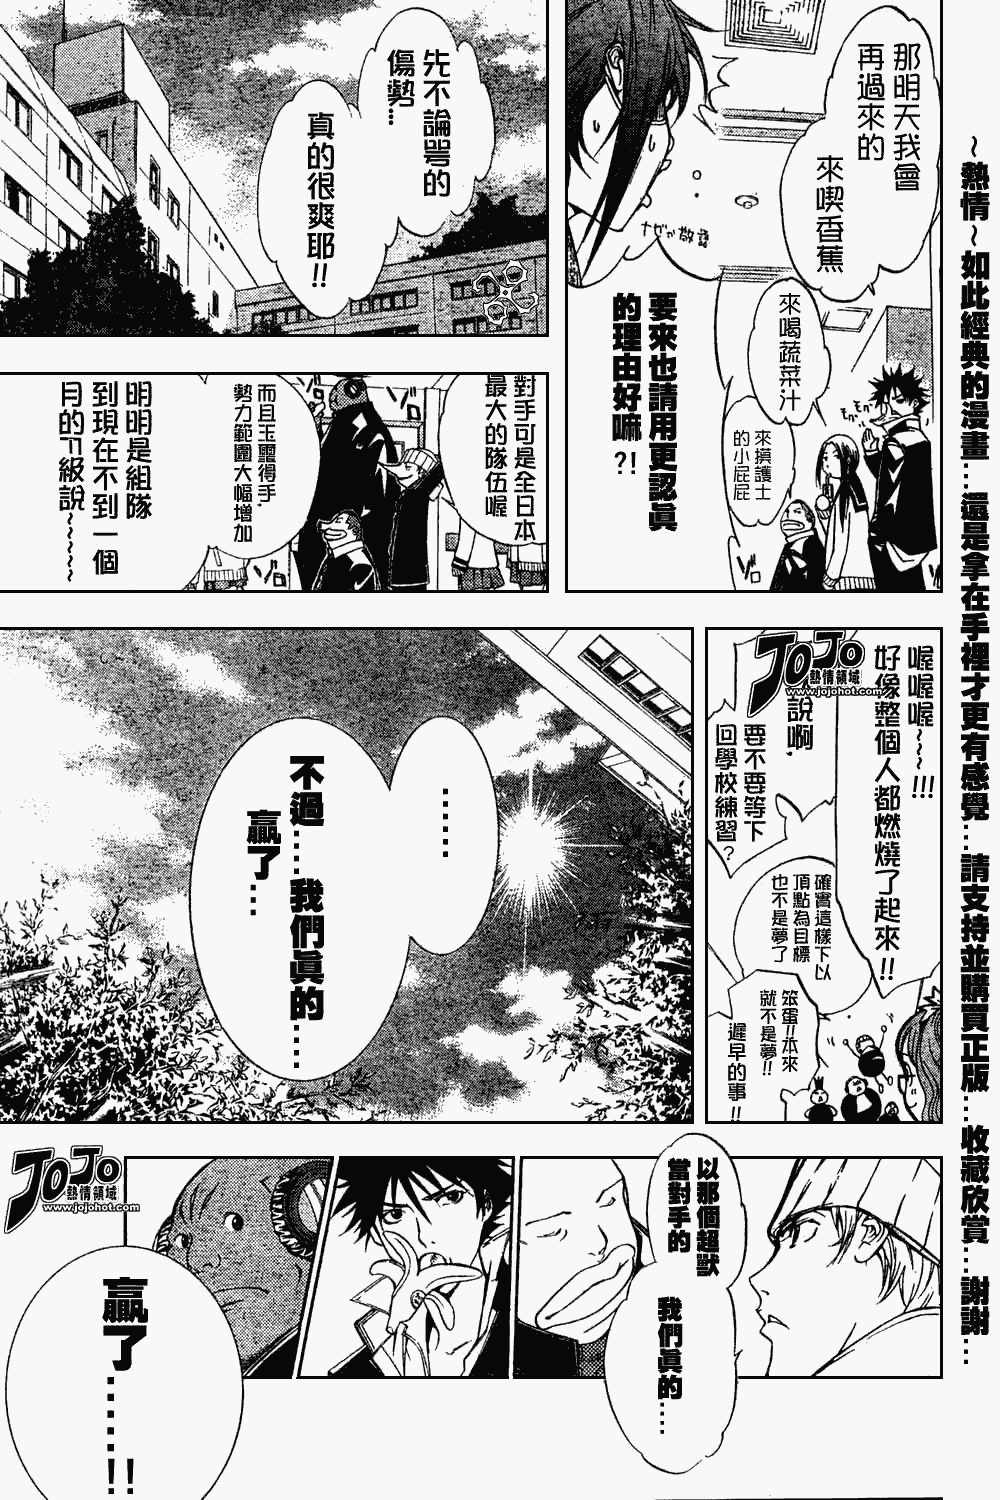 那明天我會
再過來的
來喫香蕉
ナゼか敬語
來喝蔬菜汁
來摸護士
的小屁屁
要來也請用更認真
的理由好嘛?!
先不論咢的
傷勢…
真的很爽耶!!
對手可是全日本
最大的隊伍喔
而且玉璽得手,
勢力範圍大幅增加
明明是組隊
到現在不到一個
月的F級說~~~~~
喔喔喔~~~!!!
好像整個人都燃燒了起來!!
說啊,
要不要等下
回學校練習?
確實這樣下以
頂點為目標
也不是夢了
笨蛋!!本來
就不是夢!!
遲早的事!!
……
不過……我們真的……
贏了……
以那個超獸
當對手的
我們真的……
贏了……!!
JOJO
熱情領域
www.jojohot.com
JOJO
熱情領域
www.jojohot.com
~熱情~如此經典的漫畫…還是拿在手裡才更有感覺…請支持並購買正版…收藏欣賞…謝謝…